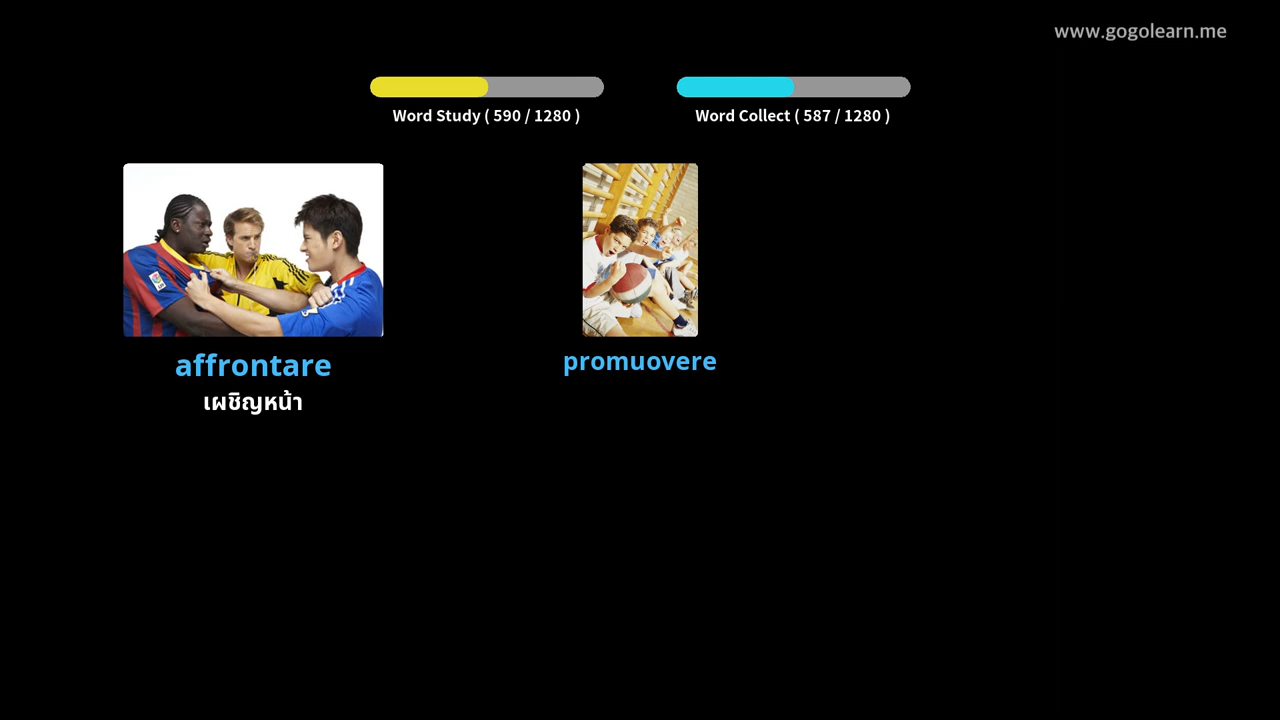 www.gogolearn.me
Word Study ( 590 / 1280 )
Word Collect ( 587 / 1280 )
affrontare
เผชิญหน้า
promuovere